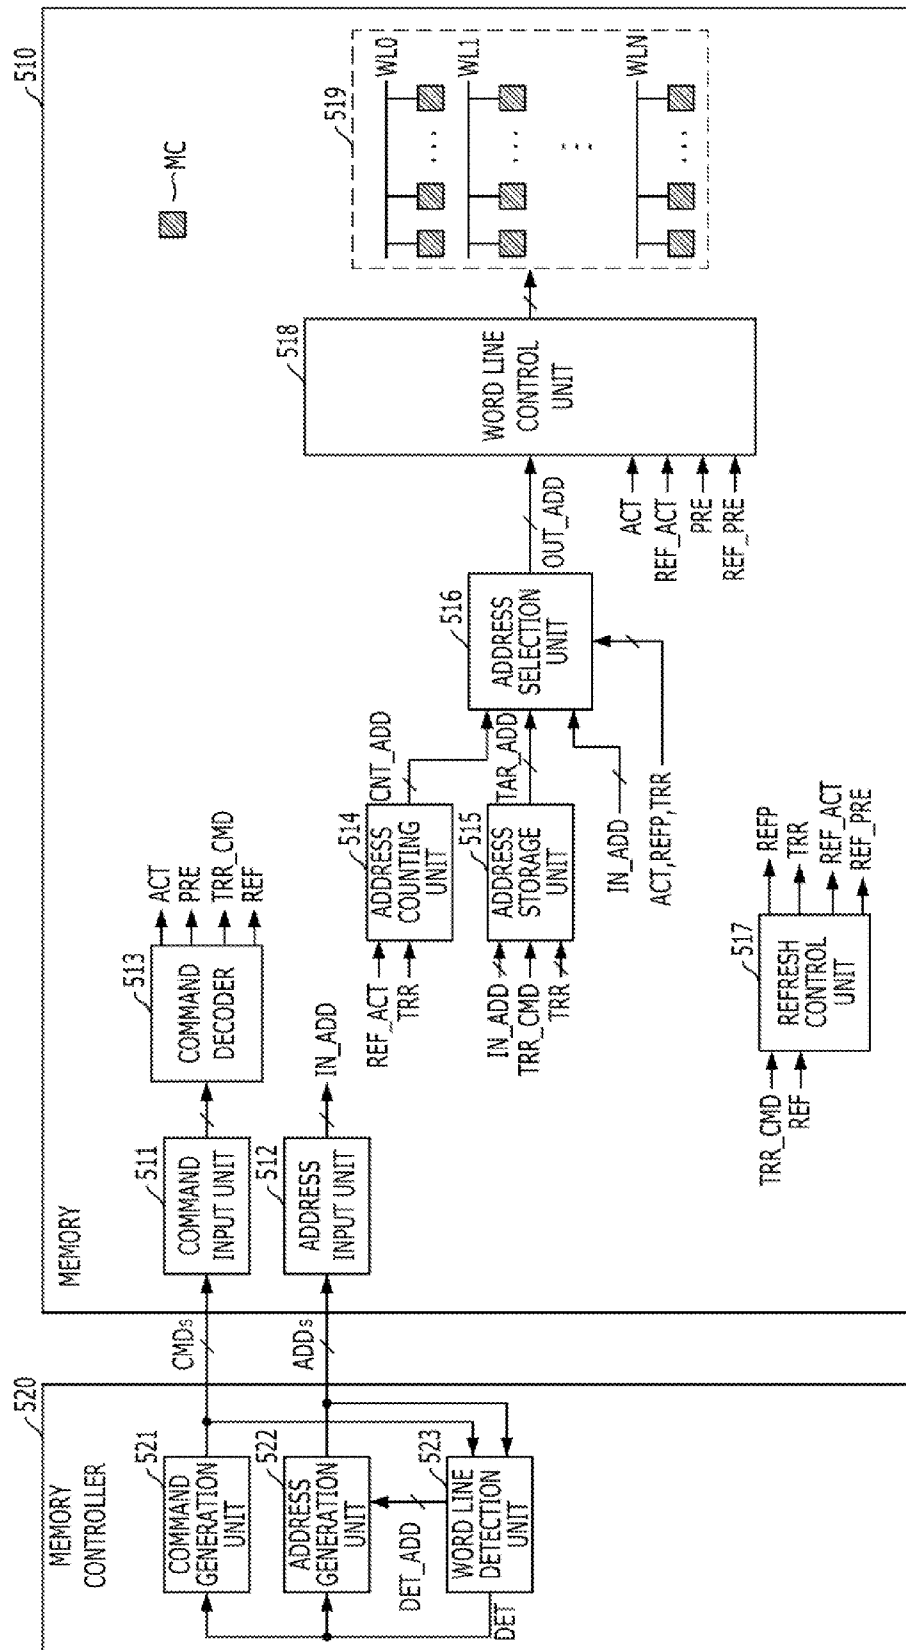 510
MEMORY
CMDs
ADDs
511
COMMAND
INPUT UNIT
512
ADDRESS
INPUT UNIT
IN_ADD
513
COMMAND
DECODER
ACT
PRE
TRR_CMD
REF
REF_ACT
TRR
514
ADDRESS
COUNTING
UNIT
CNT_ADD
IN_ADD
TRR_CMD
TRR
515
ADDRESS
STORAGE
UNIT
TAR_ADD
IN_ADD
ACT,REFP,TRR
516
ADDRESS
SELECTION
UNIT
OUT_ADD
TRR_CMD
REF
517
REFRESH
CONTROL
UNIT
REFP
TRR
REF_ACT
REF_PRE
ACT
REF_ACT
PRE
REF_PRE
518
WORD LINE
CONTROL
UNIT
MC
519
WL0
WL1
WLN
520
MEMORY
CONTROLLER
521
COMMAND
GENERATION
UNIT
522
ADDRESS
GENERATION
UNIT
DET_ADD
523
WORD LINE
DETECTION
UNIT
DET